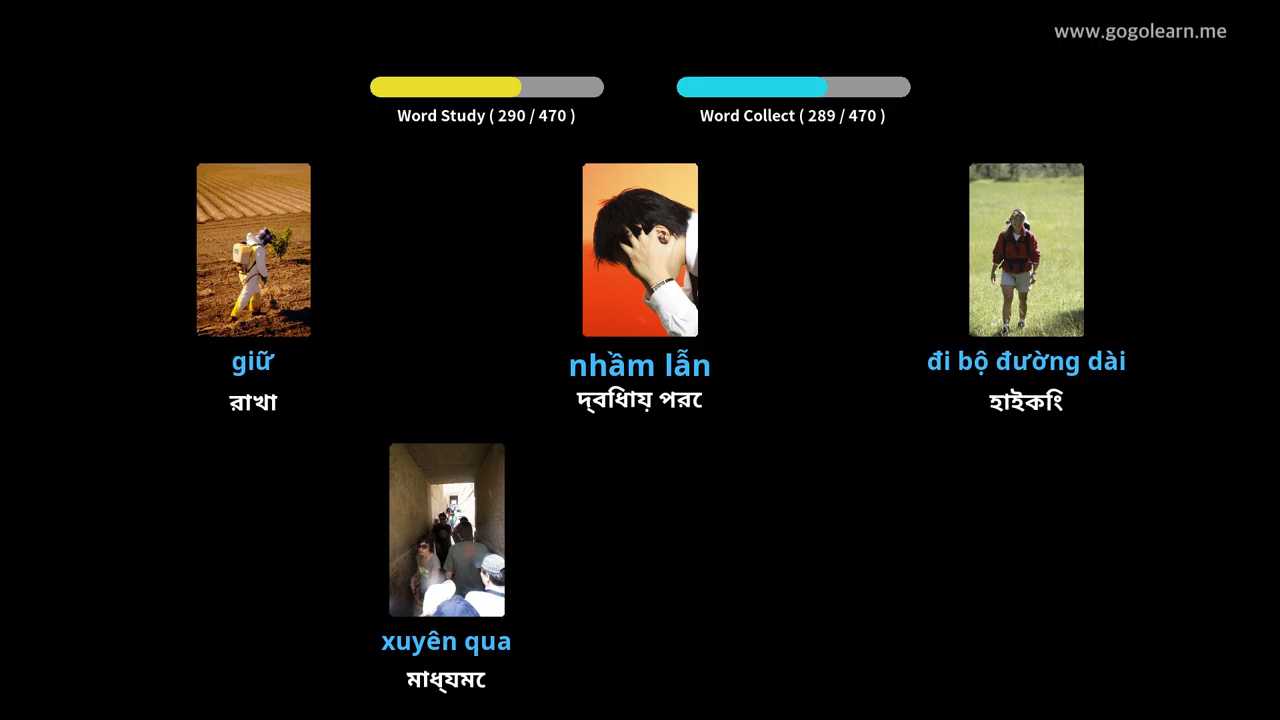 www.gogolearn.me
Word Study ( 290 / 470 )
Word Collect ( 289 / 470 )
giữ
রাখা
nhầm lẫn
দ্বিধায় পরে
đi bộ đường dài
হাইকিং
xuyên qua
মাধ্যমে